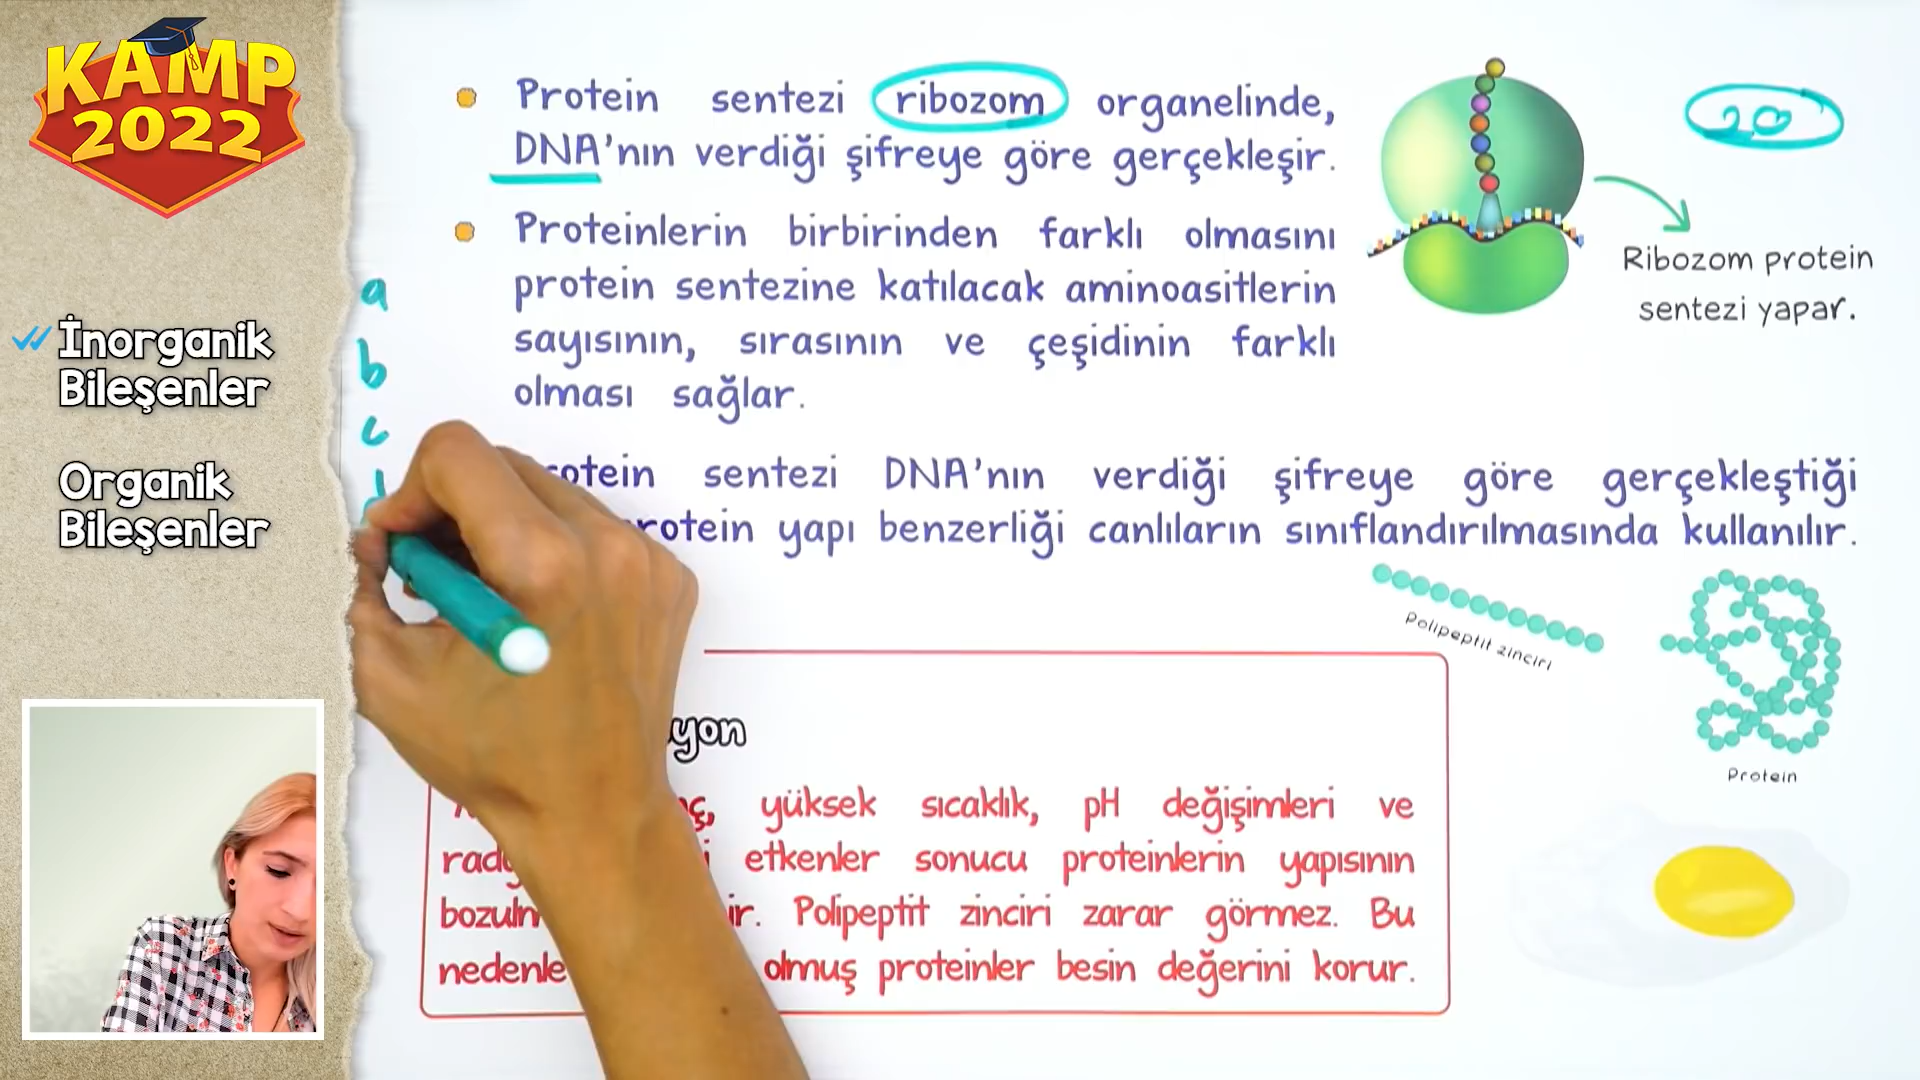 KAMP
2022
İnorganik
Bileşenler
Organik
Bileşenler
Protein sentezi ribozom organelinde,
DNA'nın verdiği şifreye göre gerçekleşir.
Proteinlerin birbirinden farklı olmasını
protein sentezine katılacak aminoasitlerin
sayısının, sırasının ve çeşidinin farklı
olması sağlar.
sentezi DNA'nın verdiği şifreye göre gerçekleştiği
yapı benzerliği canlıların sınıflandırılmasında kullanılır.
20
Ribozom protein
sentezi yapar.
a
b
c
d
Polipeptit zinciri
Protein
yüksek sıcaklık, pH değişimleri ve
etkenler sonucu proteinlerin yapısının
Polipeptit zinciri zarar görmez. Bu
nedenle olmuş proteinler besin değerini korur.